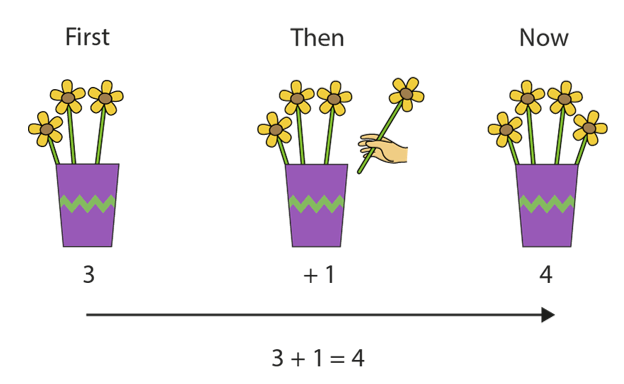 First Then Now
3 + 1 4
3 + 1 = 4